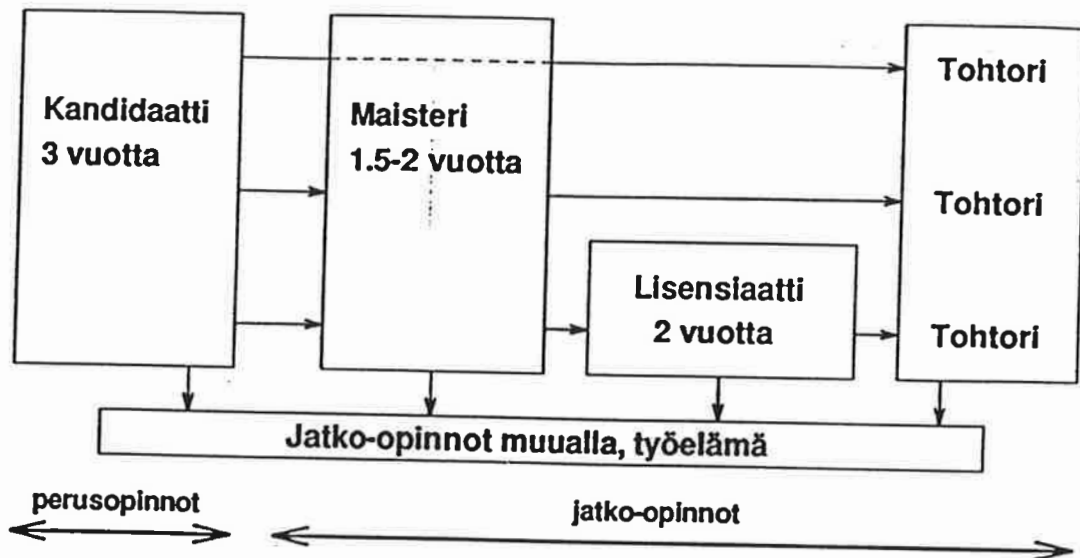 Kandidaatti
3 vuotta
Maisteri
1.5-2 vuotta
Lisensiaatti
2 vuotta
Tohtori
Tohtori
Tohtori
Jatko-opinnot muualla, työelämä
perusopinnot
jatko-opinnot